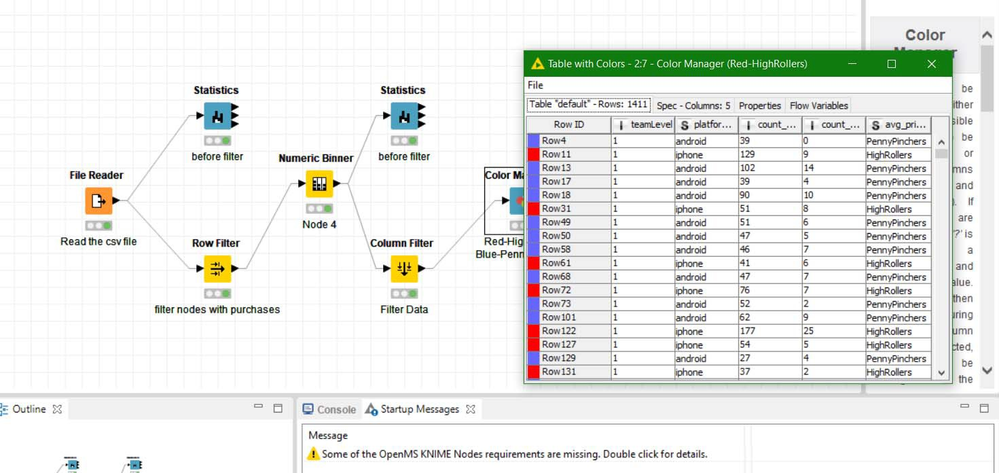 Statistics
before filter
Statistics
before filter
File Reader
Read the csv file
Numeric Binner
Node 4
Row Filter
filter nodes with purchases
Column Filter
Filter Data
Color Ma
Red-Hig
Blue-Penn
Color
Table with Colors - 2:7 - Color Manager (Red-HighRollers)
File
Table "default" - Rows: 1411 Spec - Columns: 5 Properties Flow Variables
Row ID I teamLevel S platfor... I count_... I count_... S avg_pri...
Row4 1 android 39 0 PennyPinchers
Row11 1 iphone 129 9 HighRollers
Row13 1 android 102 14 PennyPinchers
Row17 1 android 39 4 PennyPinchers
Row18 1 android 90 10 PennyPinchers
Row31 1 iphone 51 8 HighRollers
Row49 1 android 51 6 PennyPinchers
Row50 1 android 47 5 PennyPinchers
Row58 1 android 46 7 PennyPinchers
Row61 1 iphone 41 6 HighRollers
Row68 1 android 47 7 PennyPinchers
Row72 1 iphone 76 7 HighRollers
Row73 1 android 52 2 PennyPinchers
Row101 1 android 62 9 PennyPinchers
Row122 1 iphone 177 25 HighRollers
Row127 1 iphone 54 5 HighRollers
Row129 1 android 27 4 PennyPinchers
Row131 1 iphone 37 2 HighRollers
be
ither
sible
be
or
mns
and
). If
are
'?' is
a
and
alue.
then
uring
umn
cted,
be
the
Outline
Console Startup Messages
Message
Some of the OpenMS KNIME Nodes requirements are missing. Double click for details.